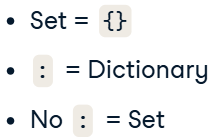 • Set = {}
• : = Dictionary
• No : = Set